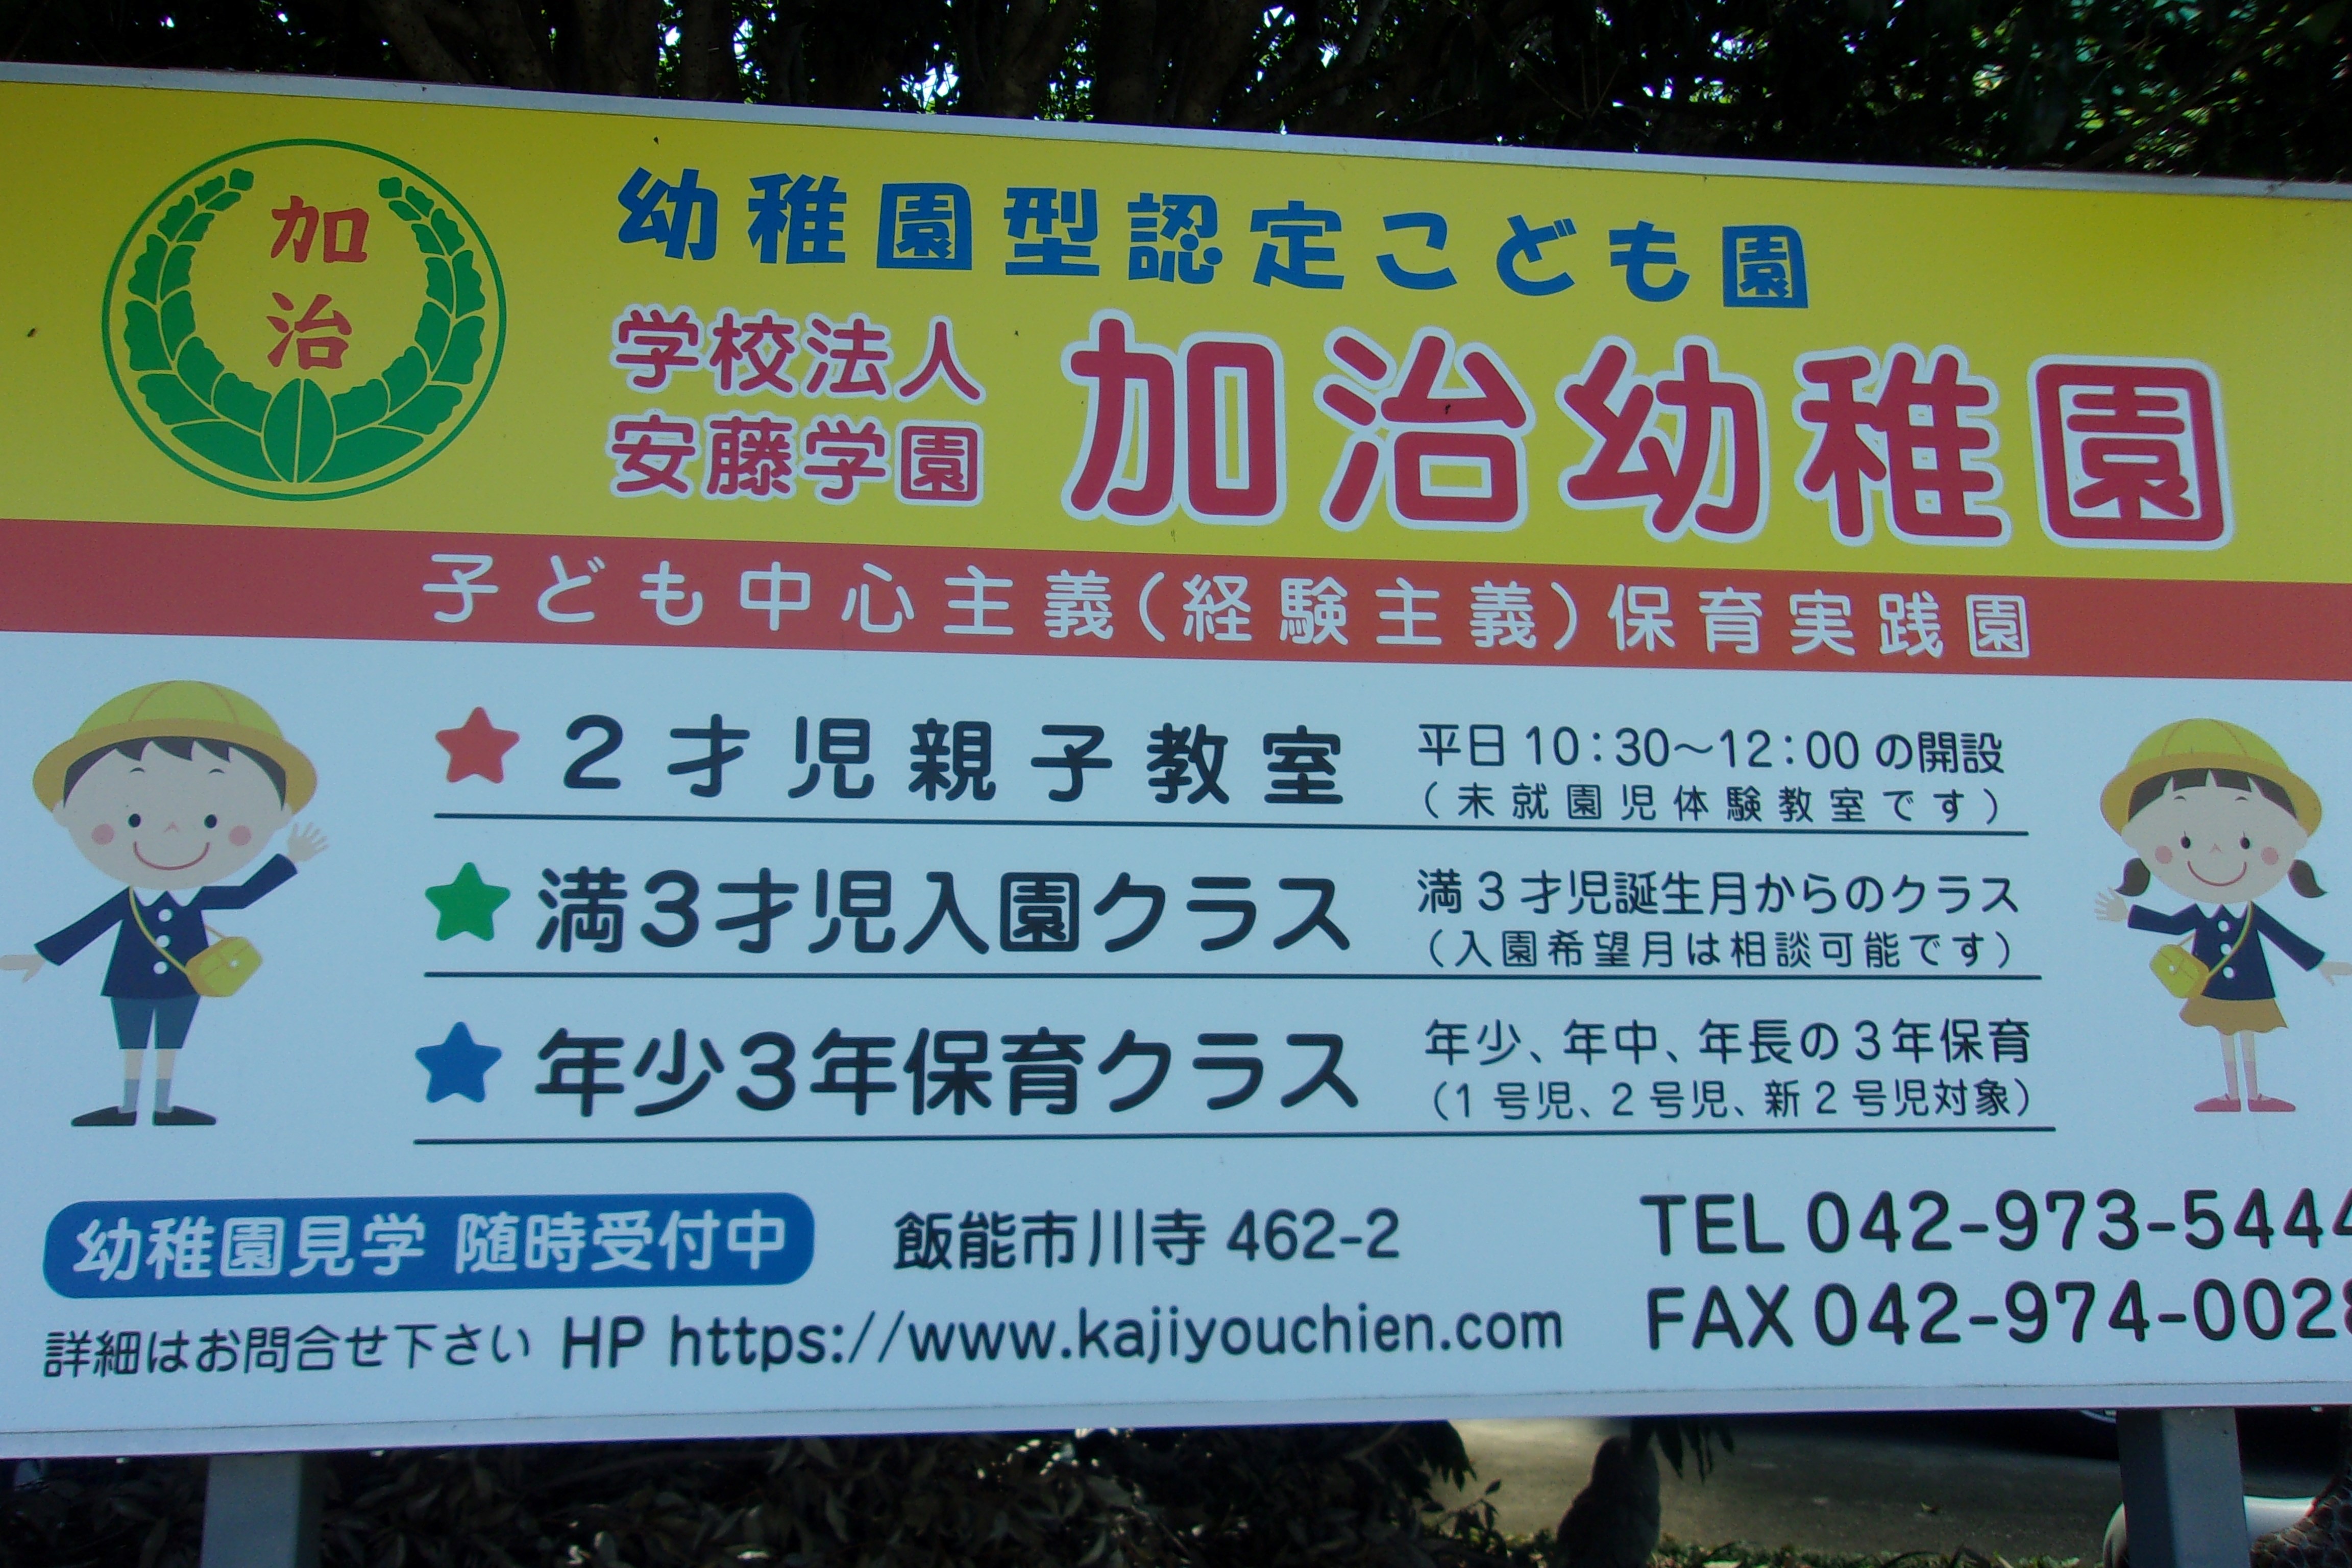 加治
幼稚園型認定こども園
学校法人
安藤学園
加治幼稚園
子ども中心主義(経験主義)保育実践園
2才児親子教室
平日10:30～12:00の開設
(未就園児体験教室です)
満3才児入園クラス
満3才児誕生月からのクラス
(入園希望月は相談可能です)
年少3年保育クラス
年少、年中、年長の3年保育
(1号児、2号児、新2号児対象)
幼稚園見学 随時受付中
飯能市川寺462-2
TEL 042-973-5444
詳細はお問合せ下さい HP https://www.kajiyouchien.com
FAX 042-974-0028